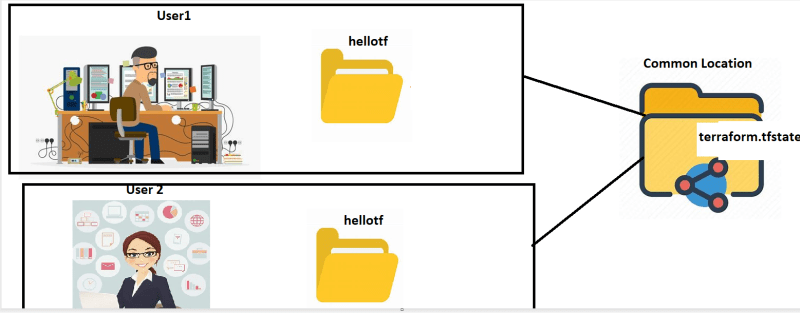 User1
hellotf
Common Location
terraform.tfstate
User 2
hellotf